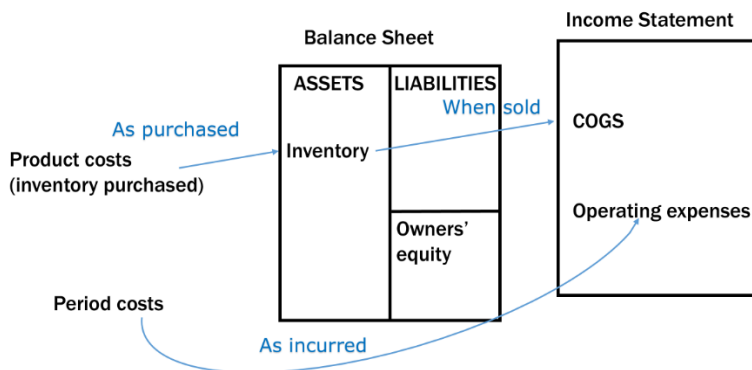 Income Statement
Balance Sheet
ASSETS
LIABILITIES
When sold
As purchased
COGS
Inventory
Product costs
(inventory purchased)
Operating expenses
Owners'
equity
Period costs
As incurred